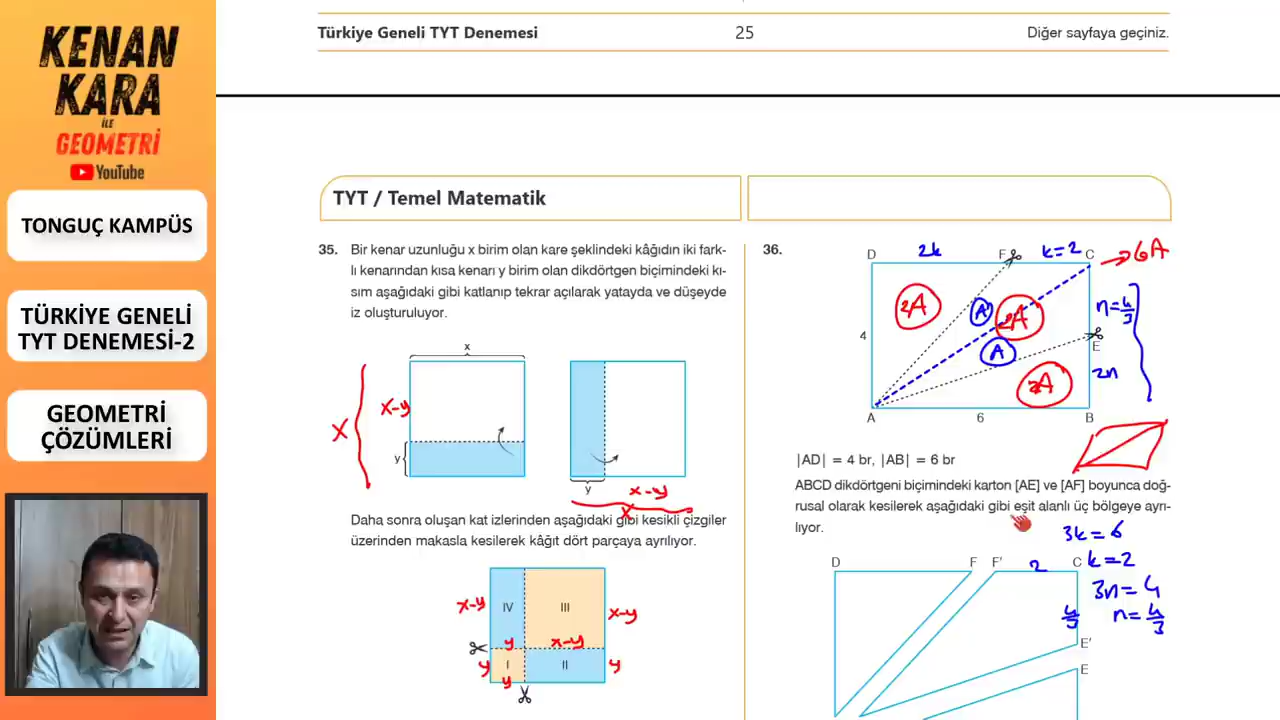 KENAN
KARA
İLE
GEOMETRİ
YouTube
TONGUÇ KAMPÜS
TÜRKİYE GENELİ
TYT DENEMESİ-2
GEOMETRİ
ÇÖZÜMLERİ
Türkiye Geneli TYT Denemesi
25
Diğer sayfaya geçiniz.
TYT / Temel Matematik
35. Bir kenar uzunluğu x birim olan kare şeklindeki kâğıdın iki fark-
lı kenarından kısa kenarı y birim olan dikdörtgen biçimindeki kı-
sım aşağıdaki gibi katlanıp tekrar açılarak yatayda ve düşeyde
iz oluşturuluyor.
x
x-y
x
y
y
x-y
x
Daha sonra oluşan kat izlerinden aşağıdaki gibi kesikli çizgiler
üzerinden makasla kesilerek kâğıt dört parçaya ayrılıyor.
x-y
IV
III
x-y
y
x-y
y
I
II
y
y
36.
D
2k
F
k=2
C
→6A
2A
A
2A
n=4/3
4
A
E
2A
2n
A
6
B
|AD| = 4 br, |AB| = 6 br
ABCD dikdörtgeni biçimindeki karton [AE] ve [AF] boyunca doğ-
rusal olarak kesilerek aşağıdaki gibi eşit alanlı üç bölgeye ayrı-
lıyor.
3k=6
D
F
F'
2
C
k=2
3n=4
4/3
n=4/3
E'
E